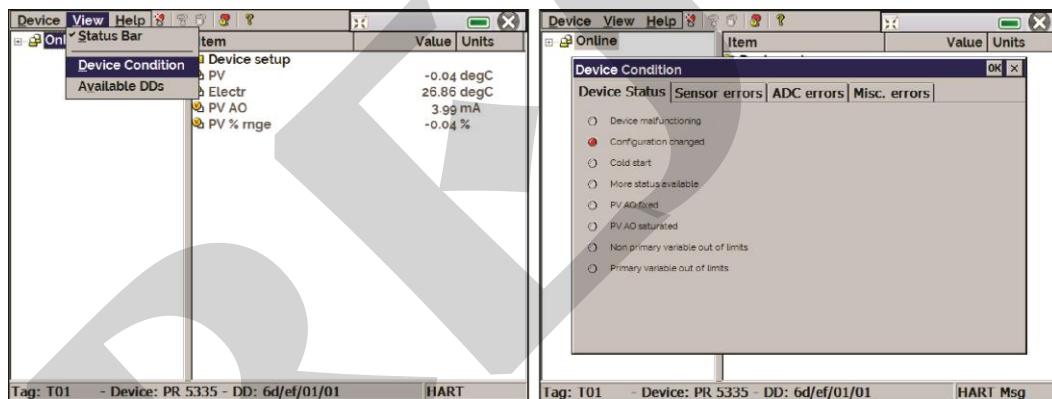 Device View Help
Onl
Status Bar
Device Condition
Available DDs
tem Value Units
Device setup
PV -0.04 degC
Electr 26.86 degC
PV AO 3.99 mA
PV % rnge -0.04 %
Tag: T01 - Device: PR 5335 - DD: 6d/ef/01/01 HART
Device View Help
Online
Item Value Units
Device Condition OK
Device Status Sensor errors ADC errors Misc. errors
Device malfunctioning
Configuration changed
Cold start
More status available
PV AO fixed
PV AO saturated
Non primary variable out of limits
Primary variable out of limits
Tag: T01 - Device: PR 5335 - DD: 6d/ef/01/01 HART Msg